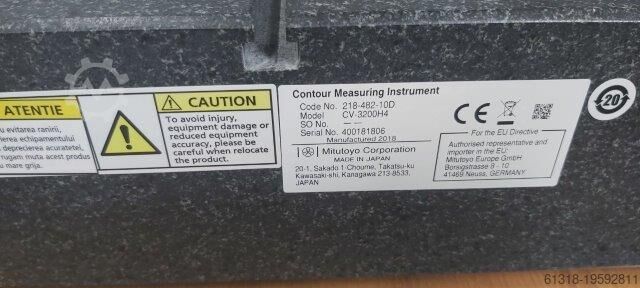 ATENTIE
u evitarea ranirii,
echipamentului
deprecierea acuratetei,
rugam muta acest produs
u mare grija.
CAUTION
To avoid injury,
equipment damage or
reduced equipment
accuracy, please be
careful when relocate
the product.
Contour Measuring Instrument
Code No. 218-482-10D
Model CV-3200H4
SO No. — —
Serial No. 400181806
Manufactured 2018
Mitutoyo Corporation
MADE IN JAPAN
20-1, Sakado 1-Choume, Takatsu-ku
Kawasaki-shi, Kanagawa 213-8533,
JAPAN
CE
For the EU Directive
Authorised representative and
importer in the EU:
Mitutoyo Europe GmbH
Borsigstrasse 8 - 10
41469 Neuss, GERMANY
20
61318-19592811